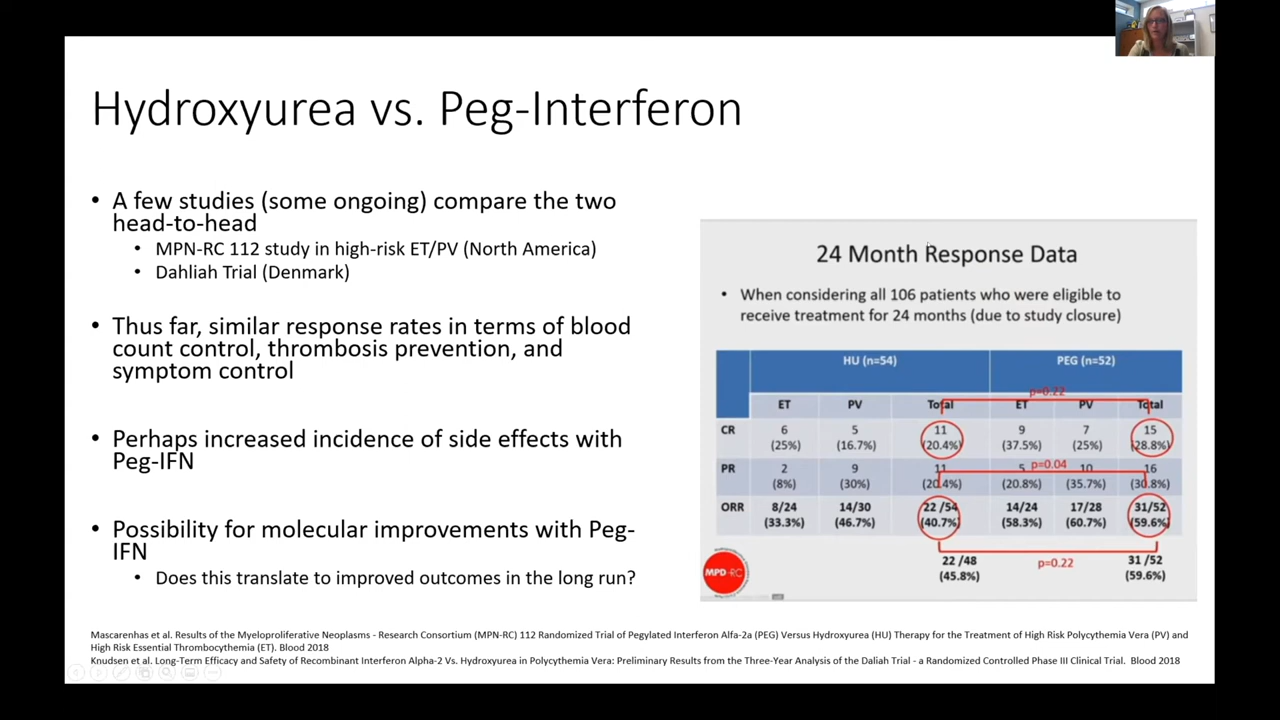 Hydroxyurea vs. Peg-Interferon
• A few studies (some ongoing) compare the two
head-to-head
• MPN-RC 112 study in high-risk ET/PV (North America)
• Dahliah Trial (Denmark)
• Thus far, similar response rates in terms of blood
count control, thrombosis prevention, and
symptom control
• Perhaps increased incidence of side effects with
Peg-IFN
• Possibility for molecular improvements with Peg-
IFN
• Does this translate to improved outcomes in the long run?
24 Month Response Data
• When considering all 106 patients who were eligible to
receive treatment for 24 months (due to study closure)
HU (n=54) PEG (n=52)
p=0.22
ET PV Total ET PV Total
CR 6 5 11 9 7 15
(25%) (16.7%) (20.4%) (37.5%) (25%) (28.8%)
p=0.04
PR 2 9 11 5 10 16
(8%) (30%) (20.4%) (20.8%) (35.7%) (30.8%)
ORR 8/24 14/30 22/54 14/24 17/28 31/52
(33.3%) (46.7%) (40.7%) (58.3%) (60.7%) (59.6%)
22/48 p=0.22 31/52
(45.8%) (59.6%)
MPD-RC
Mascarenhas et al. Results of the Myeloproliferative Neoplasms - Research Consortium (MPN-RC) 112 Randomized Trial of Pegylated Interferon Alfa-2a (PEG) Versus Hydroxyurea (HU) Therapy for the Treatment of High Risk Polycythemia Vera (PV) and
High Risk Essential Thrombocythemia (ET). Blood 2018
Knudsen et al. Long-Term Efficacy and Safety of Recombinant Interferon Alpha-2 Vs. Hydroxyurea in Polycythemia Vera: Preliminary Results from the Three-Year Analysis of the Daliah Trial - a Randomized Controlled Phase III Clinical Trial. Blood 2018